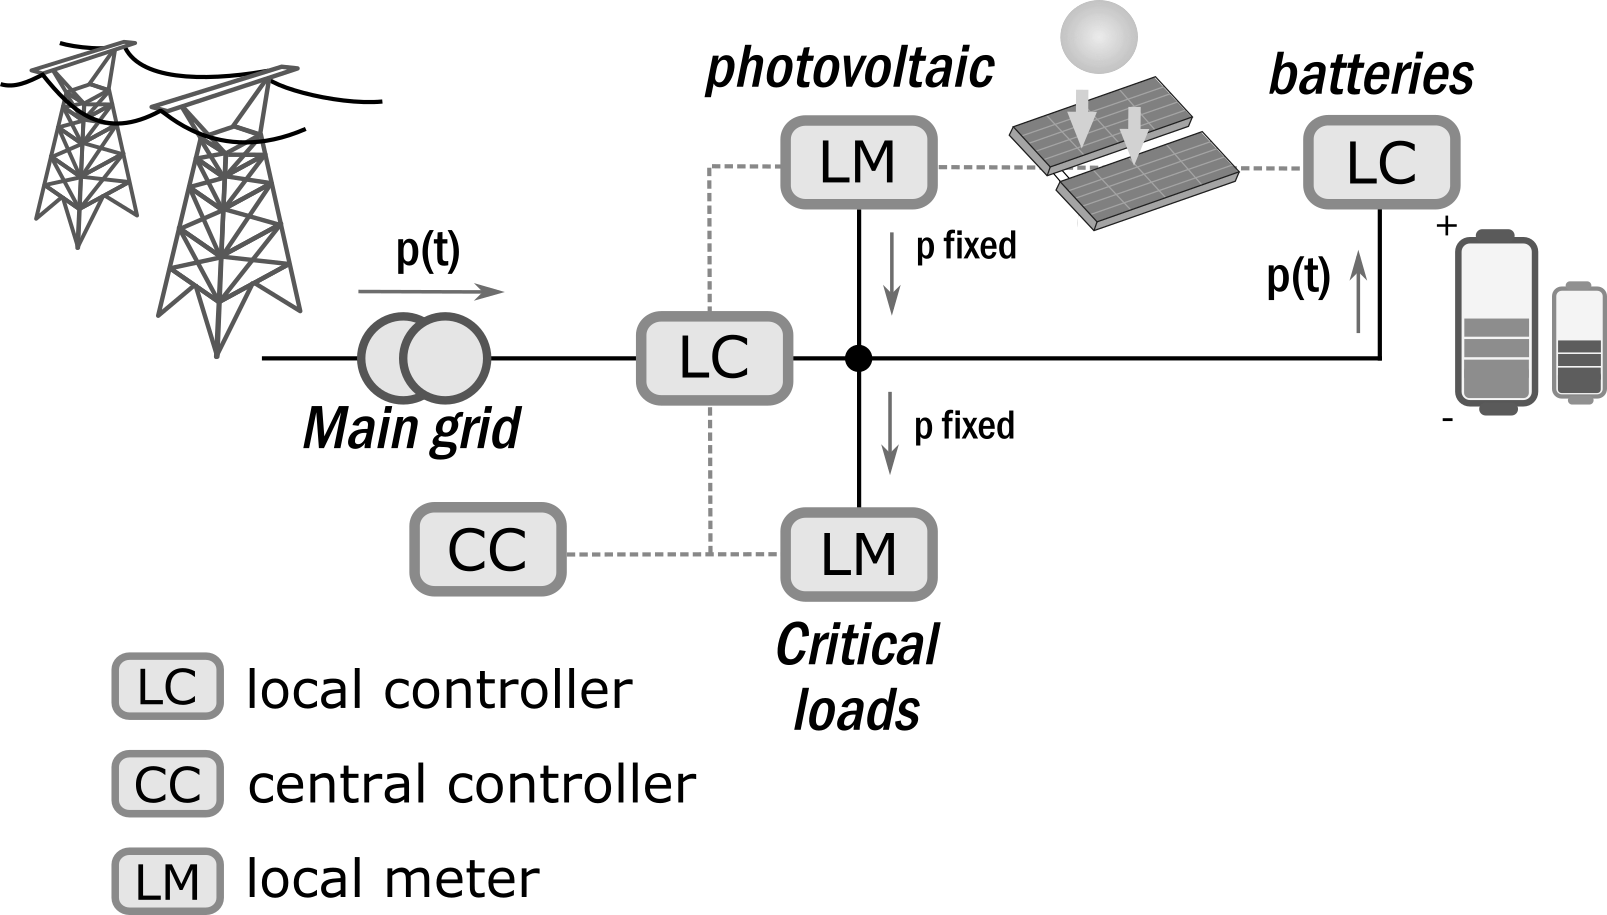 photovoltaic
batteries
LM
LC
+
p fixed
p(t)
p(t)
LC
Main grid
-
p fixed
CC
LM
Critical
loads
LC local controller
CC central controller
LM local meter